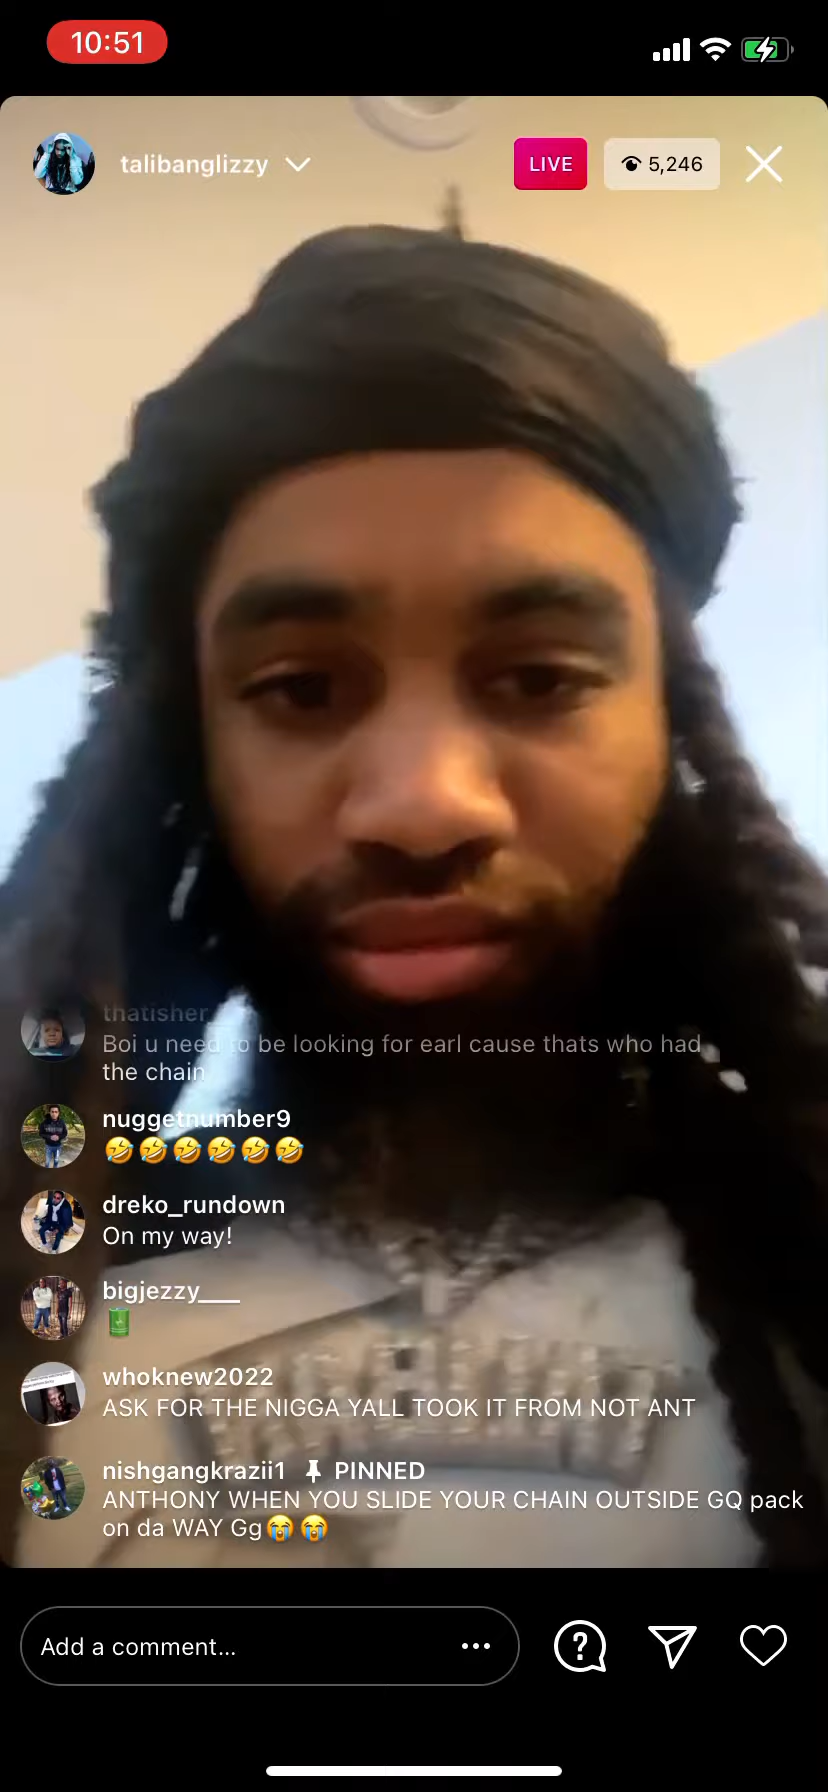 10:51
talibanglizzy
LIVE
5,246
thatisher_
Boi u need to be looking for earl cause thats who had
the chain
nuggetnumber9
🤣🤣🤣🤣🤣🤣
dreko_rundown
On my way!
bigjezzy___
🔋
whoknew2022
ASK FOR THE NIGGA YALL TOOK IT FROM NOT ANT
nishgangkrazii1 📌 PINNED
ANTHONY WHEN YOU SLIDE YOUR CHAIN OUTSIDE GQ pack
on da WAY Gg😭😭
Add a comment...